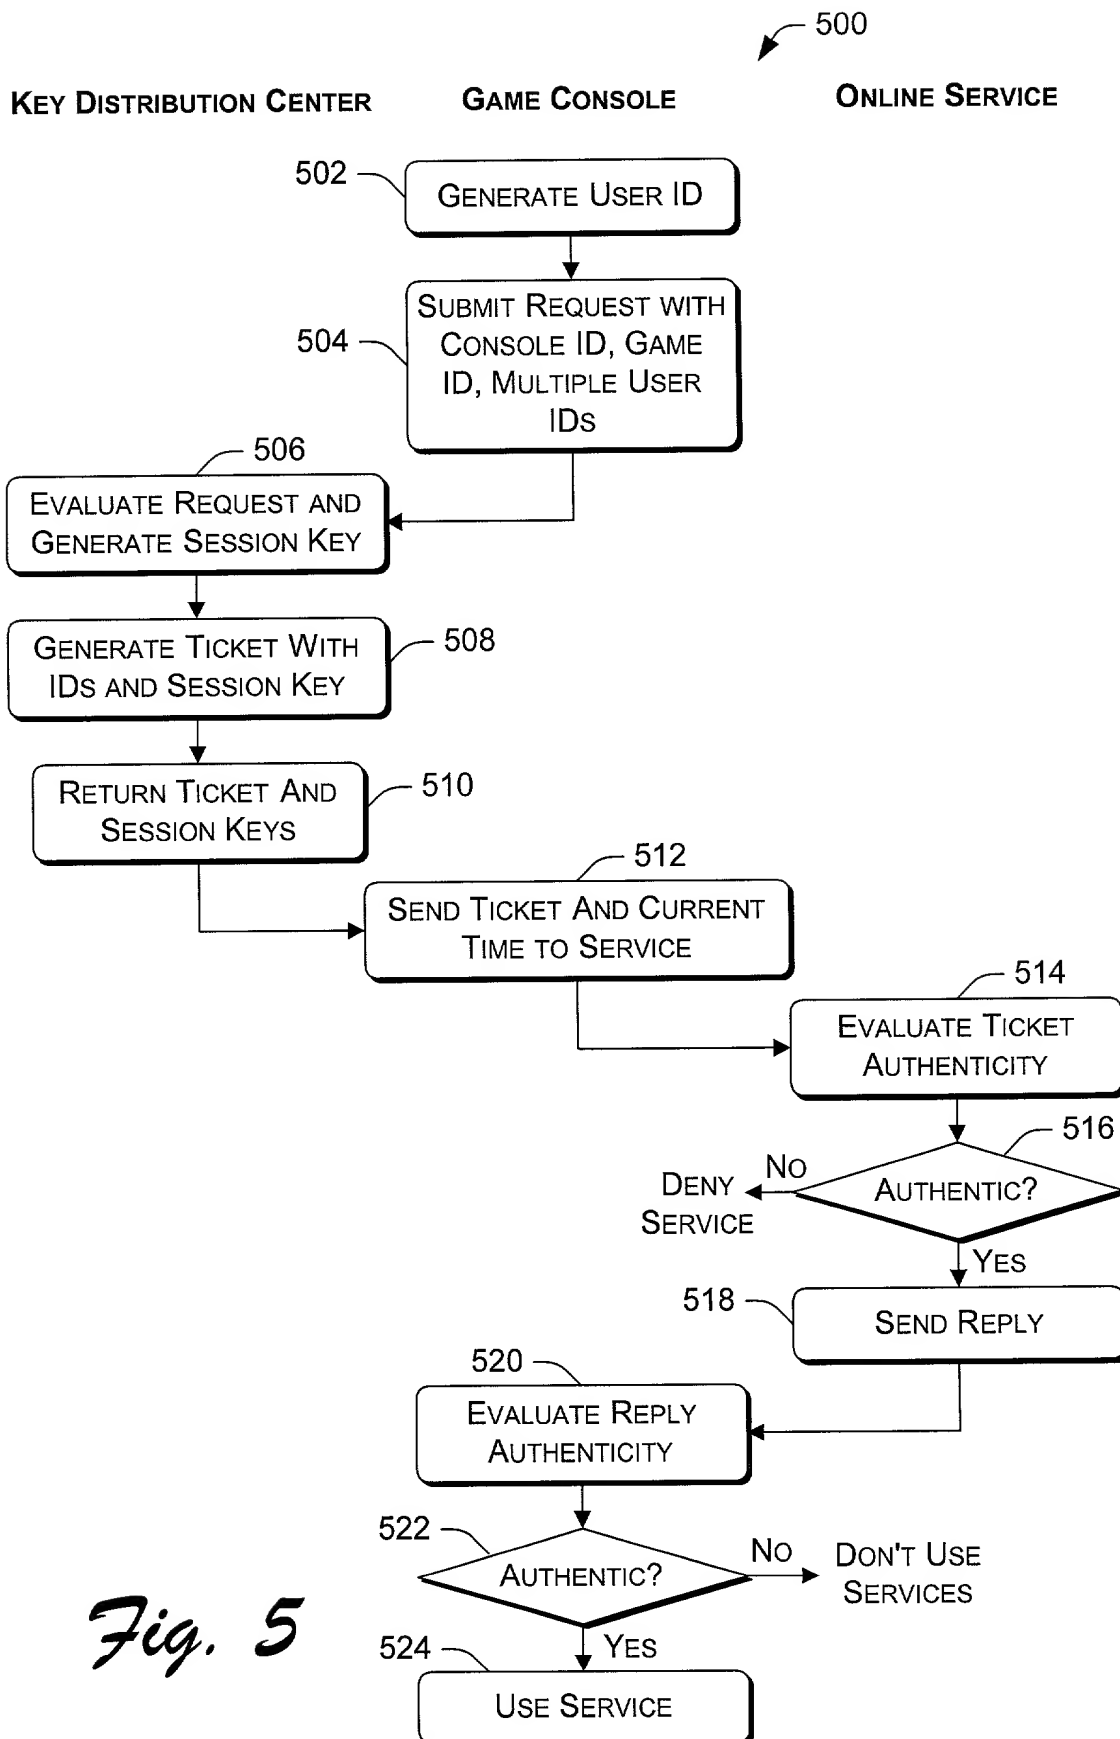 500
KEY DISTRIBUTION CENTER
GAME CONSOLE
ONLINE SERVICE
502
GENERATE USER ID
504
SUBMIT REQUEST WITH
CONSOLE ID, GAME
ID, MULTIPLE USER
IDS
506
EVALUATE REQUEST AND
GENERATE SESSION KEY
GENERATE TICKET WITH
IDS AND SESSION KEY
508
RETURN TICKET AND
SESSION KEYS
510
512
SEND TICKET AND CURRENT
TIME TO SERVICE
514
EVALUATE TICKET
AUTHENTICITY
516
AUTHENTIC?
NO
DENY
SERVICE
YES
518
SEND REPLY
520
EVALUATE REPLY
AUTHENTICITY
522
AUTHENTIC?
NO
DON'T USE
SERVICES
YES
524
USE SERVICE
Fig. 5